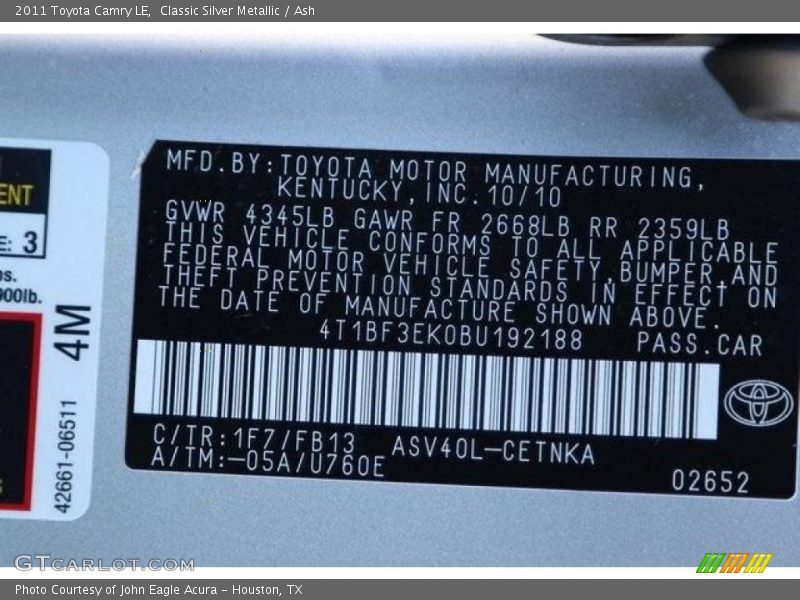 2011 Toyota Camry LE,  Classic Silver Metallic / Ash
ENT
E: 3
900lb.
4M
42661-06511
MFD.BY:TOYOTA MOTOR MANUFACTURING,
KENTUCKY,INC.10/10
GVWR 4345LB GAWR FR 2668LB RR 2359LB
THIS VEHICLE CONFORMS TO ALL APPLICABLE
FEDERAL MOTOR VEHICLE SAFETY,BUMPER,AND
THEFT PREVENTION STANDARDS IN EFFECT ON
THE DATE OF MANUFACTURE SHOWN ABOVE.
4T1BF3EK0BU192188 PASS.CAR
C/TR:1F7/FB13 ASV40L-CETNKA
A/TM:-05A/U760E
02652
GTcarlot.com
Photo Courtesy of John Eagle Acura - Houston, TX